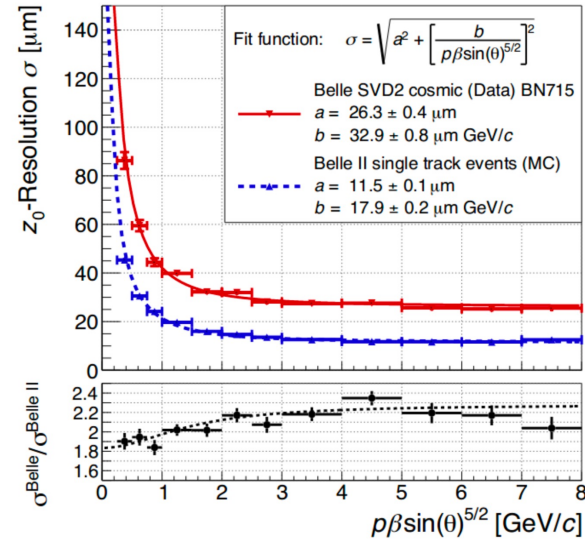 z₀-Resolution σ [μm]
140
120
100
80
60
40
20
0
Fit function: σ = √(a² + [b / pβsin(θ)^5/2]²)
Belle SVD2 cosmic (Data) BN715
a = 26.3 ± 0.4 μm
b = 32.9 ± 0.8 μm GeV/c
Belle II single track events (MC)
a = 11.5 ± 0.1 μm
b = 17.9 ± 0.2 μm GeV/c
σ^Belle/σ^Belle II
2.4
2.2
2
1.8
1.6
0 1 2 3 4 5 6 7 8
pβsin(θ)^5/2 [GeV/c]